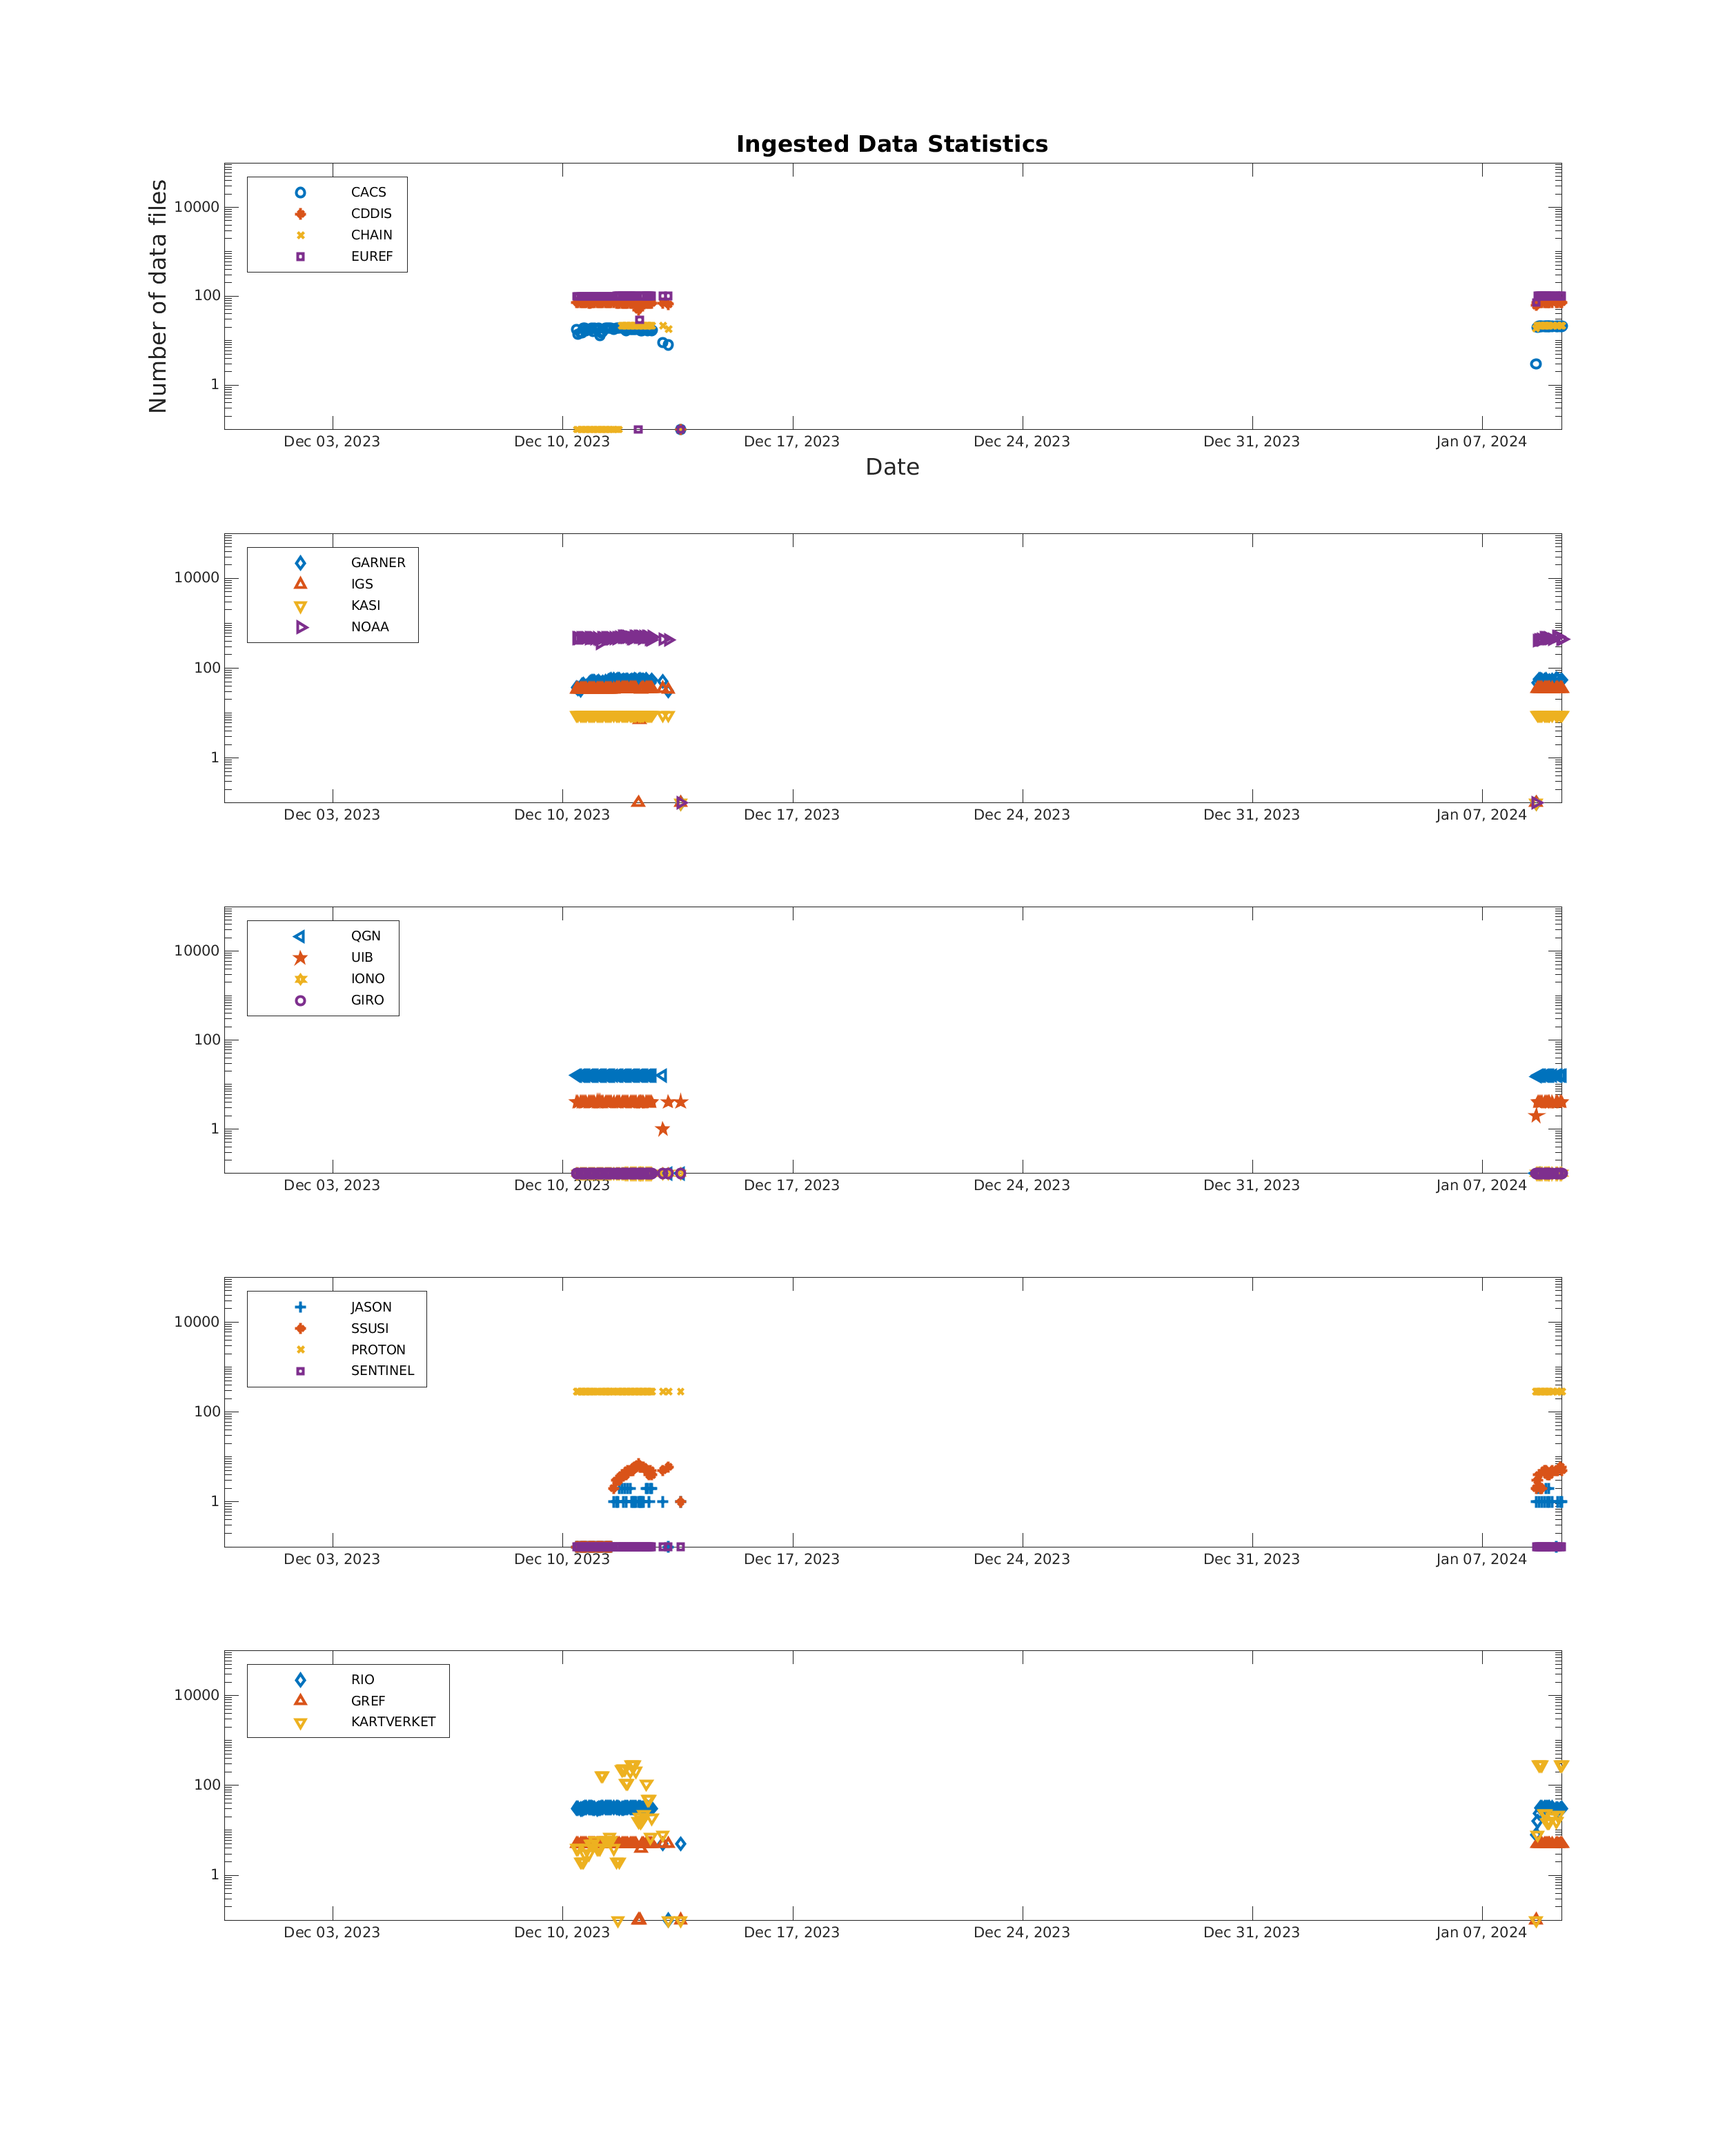 Ingested Data Statistics
Number of data files
CACS
CDDIS
CHAIN
EUREF
10000
100
1
Dec 03, 2023 Dec 10, 2023 Dec 17, 2023 Dec 24, 2023 Dec 31, 2023 Jan 07, 2024
Date
GARNER
IGS
KASI
NOAA
10000
100
1
Dec 03, 2023 Dec 10, 2023 Dec 17, 2023 Dec 24, 2023 Dec 31, 2023 Jan 07, 2024
QGN
UIB
IONO
GIRO
10000
100
1
Dec 03, 2023 Dec 10, 2023 Dec 17, 2023 Dec 24, 2023 Dec 31, 2023 Jan 07, 2024
JASON
SSUSI
PROTON
SENTINEL
10000
100
1
Dec 03, 2023 Dec 10, 2023 Dec 17, 2023 Dec 24, 2023 Dec 31, 2023 Jan 07, 2024
RIO
GREF
KARTVERKET
10000
100
1
Dec 03, 2023 Dec 10, 2023 Dec 17, 2023 Dec 24, 2023 Dec 31, 2023 Jan 07, 2024